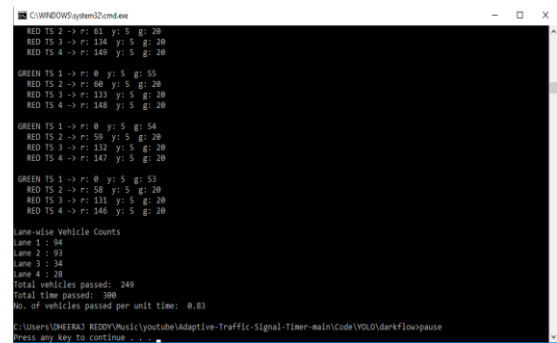 C:\WINDOWS\system32\cmd.exe
RED TS 2 -> r: 61 y: 5 g: 20
RED TS 3 -> r: 134 y: 5 g: 20
RED TS 4 -> r: 149 y: 5 g: 20
GREEN TS 1 -> r: 0 y: 5 g: 55
RED TS 2 -> r: 60 y: 5 g: 20
RED TS 3 -> r: 133 y: 5 g: 20
RED TS 4 -> r: 148 y: 5 g: 20
GREEN TS 1 -> r: 0 y: 5 g: 54
RED TS 2 -> r: 59 y: 5 g: 20
RED TS 3 -> r: 132 y: 5 g: 20
RED TS 4 -> r: 147 y: 5 g: 20
GREEN TS 1 -> r: 0 y: 5 g: 53
RED TS 2 -> r: 58 y: 5 g: 20
RED TS 3 -> r: 131 y: 5 g: 20
RED TS 4 -> r: 146 y: 5 g: 20
Lane-wise Vehicle Counts
Lane 1 : 94
Lane 2 : 93
Lane 3 : 34
Lane 4 : 28
Total vehicles passed: 249
Total time passed: 300
No. of vehicles passed per unit time: 0.83
C:\Users\DHEERAJ REDDY\Music\youtube\Adaptive-Traffic-Signal-Timer-main\Code\YOLO\darkflow>pause
Press any key to continue . . .